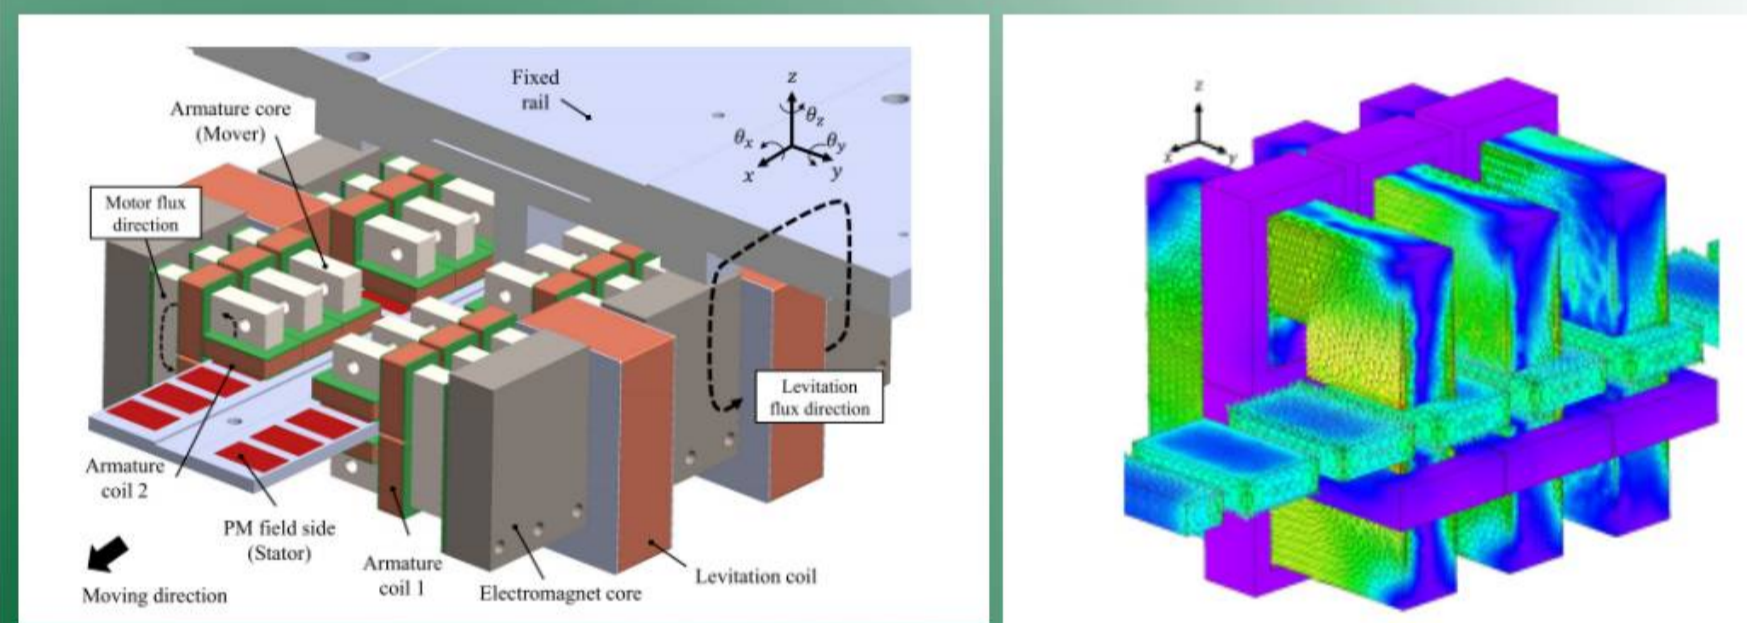 Fixed
rail
Armature core
(Mover)
z
θz
θx
θy
x
y
Motor flux
direction
Levitation
flux direction
Armature
coil 2
PM field side
(Stator)
Armature
coil 1
Electromagnet core
Levitation coil
Moving direction
z
x
y